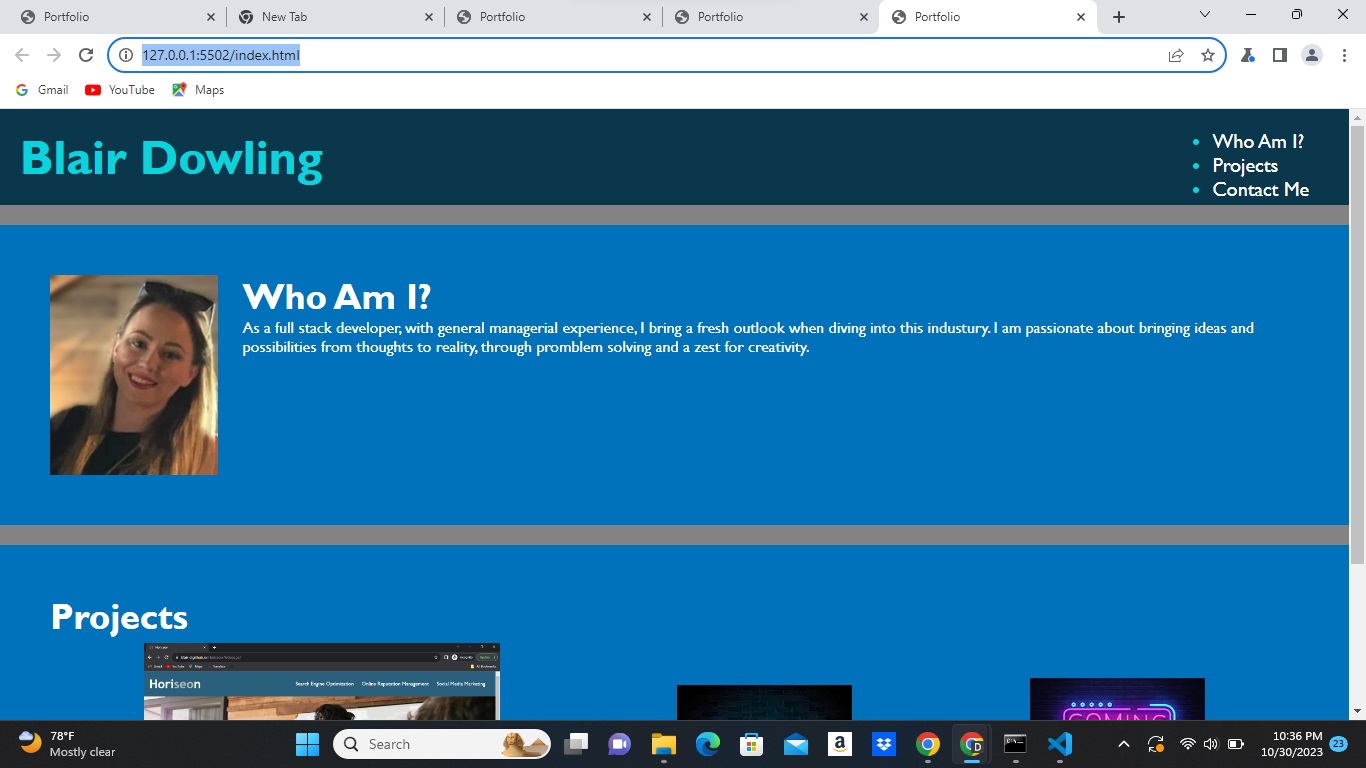 Portfolio
New Tab
Portfolio
Portfolio
Portfolio
127.0.0.1:5502/index.html
Gmail
YouTube
Maps
Blair Dowling
Who Am I?
Projects
Contact Me
Who Am I?
As a full stack developer, with general managerial experience, I bring a fresh outlook when diving into this industury. I am passionate about bringing ideas and
possibilities from thoughts to reality, through promblem solving and a zest for creativity.
Projects
Horiseon
Search Engine Optimization
Online Reputation Management
Social Media Marketing
COMING
78°F
Mostly clear
Search
10:36 PM
10/30/2023
23